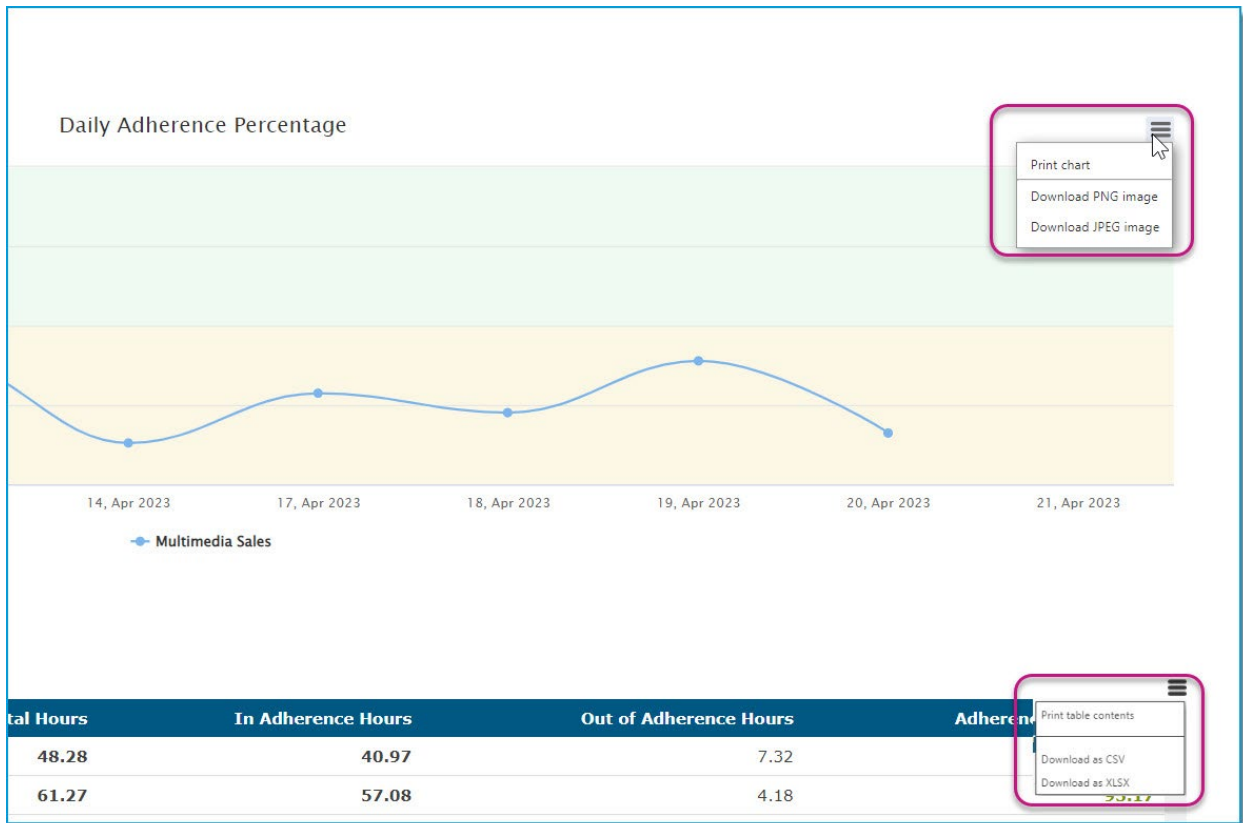 Daily Adherence Percentage
Print chart
Download PNG image
Download JPEG image
14, Apr 2023 17, Apr 2023 18, Apr 2023 19, Apr 2023 20, Apr 2023 21, Apr 2023
Multimedia Sales
tal Hours In Adherence Hours Out of Adherence Hours Adheren
Print table contents
48.28 40.97 7.32
Download as CSV
Download as XLSX
61.27 57.08 4.18